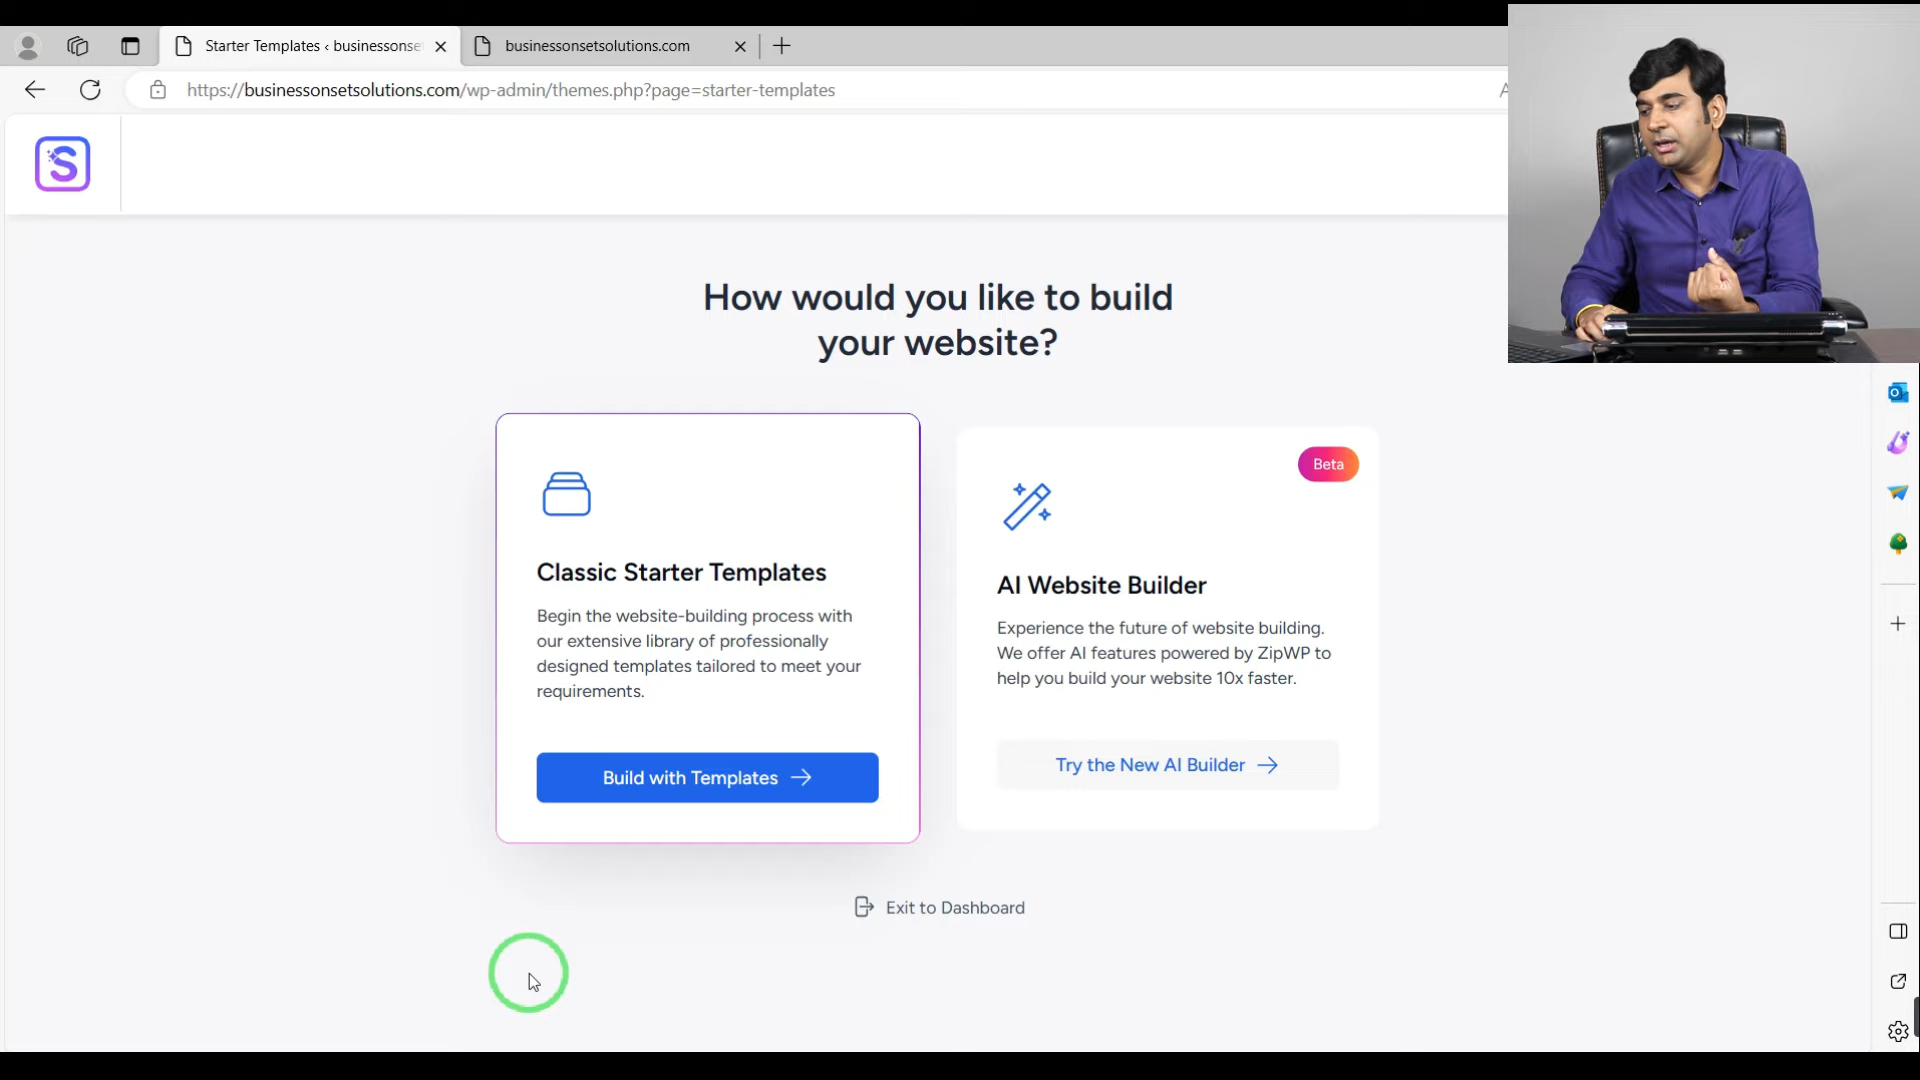 Starter Templates ‹ businessonse
businessonsetsolutions.com
https://businessonsetsolutions.com/wp-admin/themes.php?page=starter-templates
S
How would you like to build
your website?
Classic Starter Templates
Begin the website-building process with
our extensive library of professionally
designed templates tailored to meet your
requirements.
Build with Templates
Beta
AI Website Builder
Experience the future of website building.
We offer AI features powered by ZipWP to
help you build your website 10x faster.
Try the New AI Builder
Exit to Dashboard